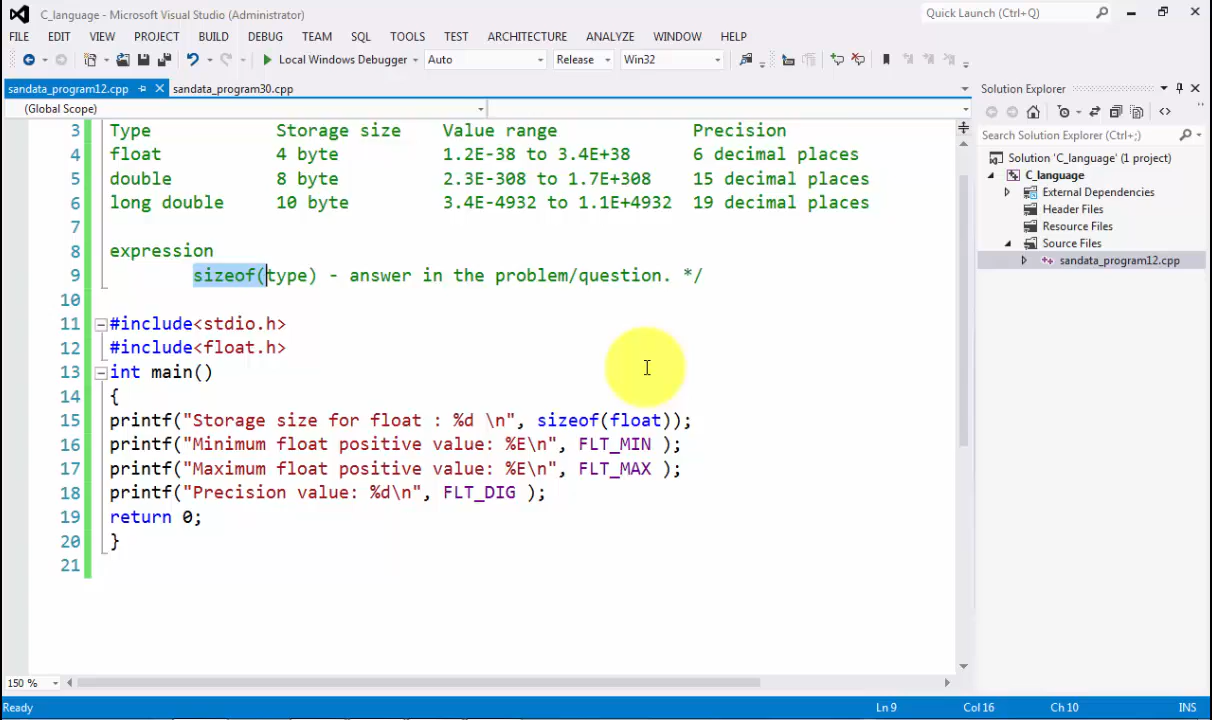 C_language - Microsoft Visual Studio (Administrator)
Quick Launch (Ctrl+Q)
FILE EDIT VIEW PROJECT BUILD DEBUG TEAM SQL TOOLS TEST ARCHITECTURE ANALYZE WINDOW HELP
Local Windows Debugger Auto Release Win32
sandata_program12.cpp sandata_program30.cpp
(Global Scope)
3 Type Storage size Value range Precision
4 float 4 byte 1.2E-38 to 3.4E+38 6 decimal places
5 double 8 byte 2.3E-308 to 1.7E+308 15 decimal places
6 long double 10 byte 3.4E-4932 to 1.1E+4932 19 decimal places
7
8 expression
9 sizeof(type) - answer in the problem/question. */
10
11 #include<stdio.h>
12 #include<float.h>
13 int main()
14 {
15 printf("Storage size for float : %d \n", sizeof(float));
16 printf("Minimum float positive value: %E\n", FLT_MIN );
17 printf("Maximum float positive value: %E\n", FLT_MAX );
18 printf("Precision value: %d\n", FLT_DIG );
19 return 0;
20 }
21
150 %
Solution Explorer
Search Solution Explorer (Ctrl+;)
Solution 'C_language' (1 project)
C_language
External Dependencies
Header Files
Resource Files
Source Files
sandata_program12.cpp
Ready Ln 9 Col 16 Ch 10 INS